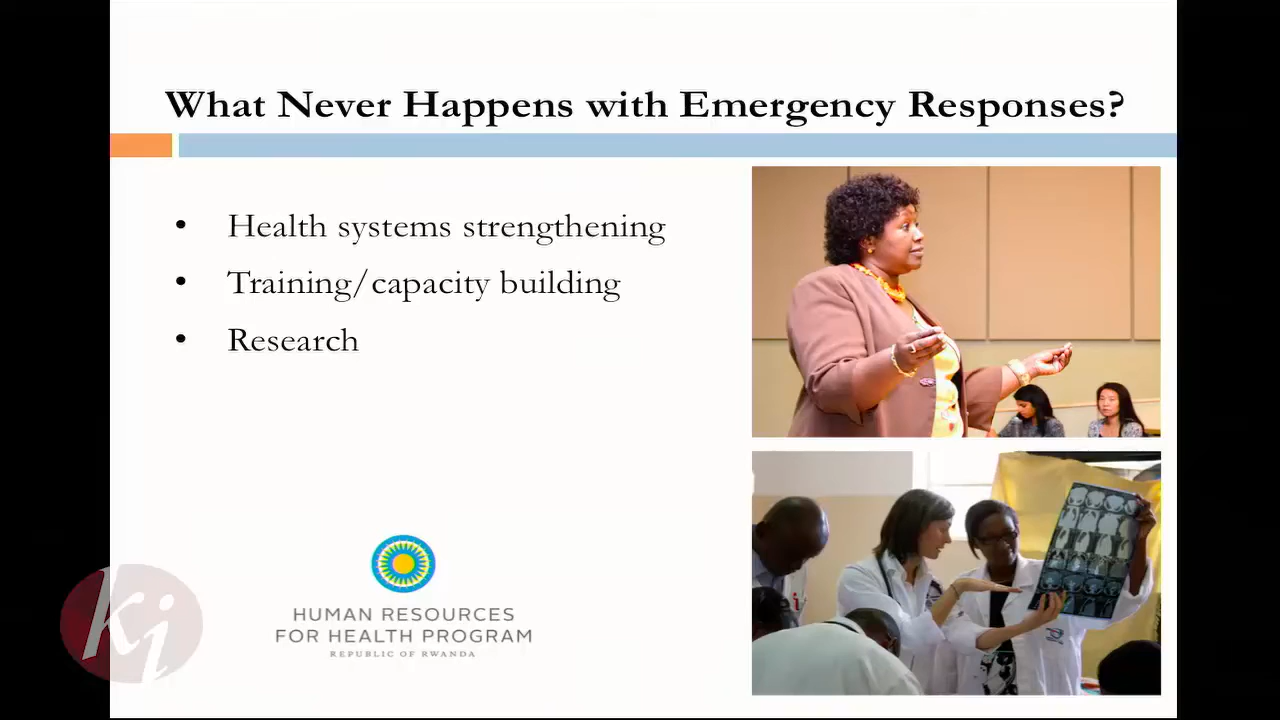 What Never Happens with Emergency Responses?
• Health systems strengthening
• Training/capacity building
• Research
HUMAN RESOURCES
FOR HEALTH PROGRAM
REPUBLIC OF RWANDA
ki